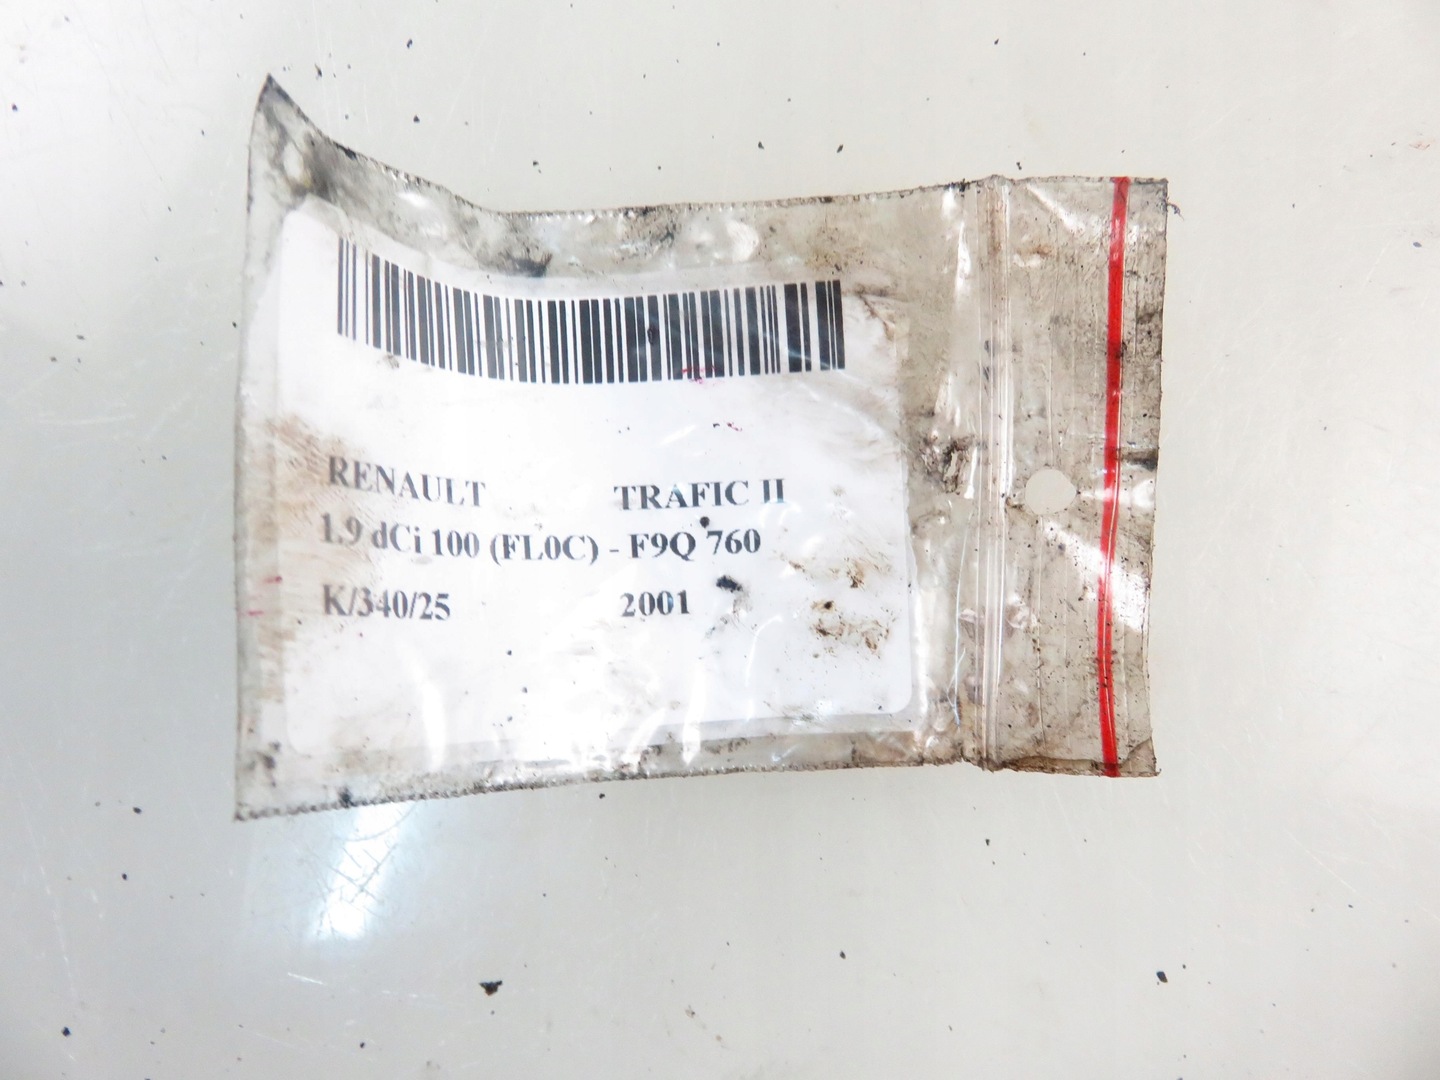 RENAULT TRAFIC II
1.9 dCi 100 (FL0C) - F9Q 760
K/340/25 2001